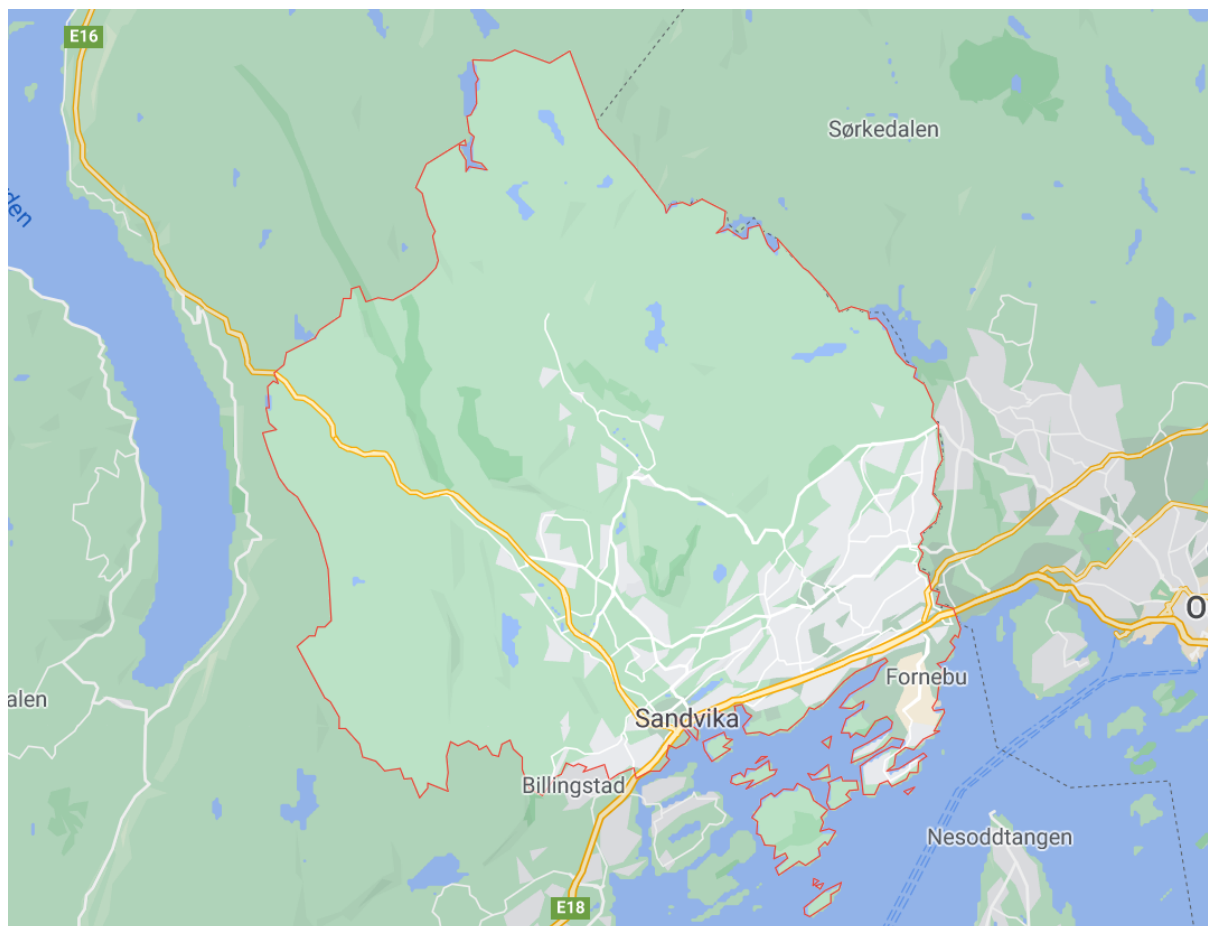 E16
Sørkedalen
den
Fornebu
alen
Sandvika
Billingstad
Nesoddtangen
E18
O